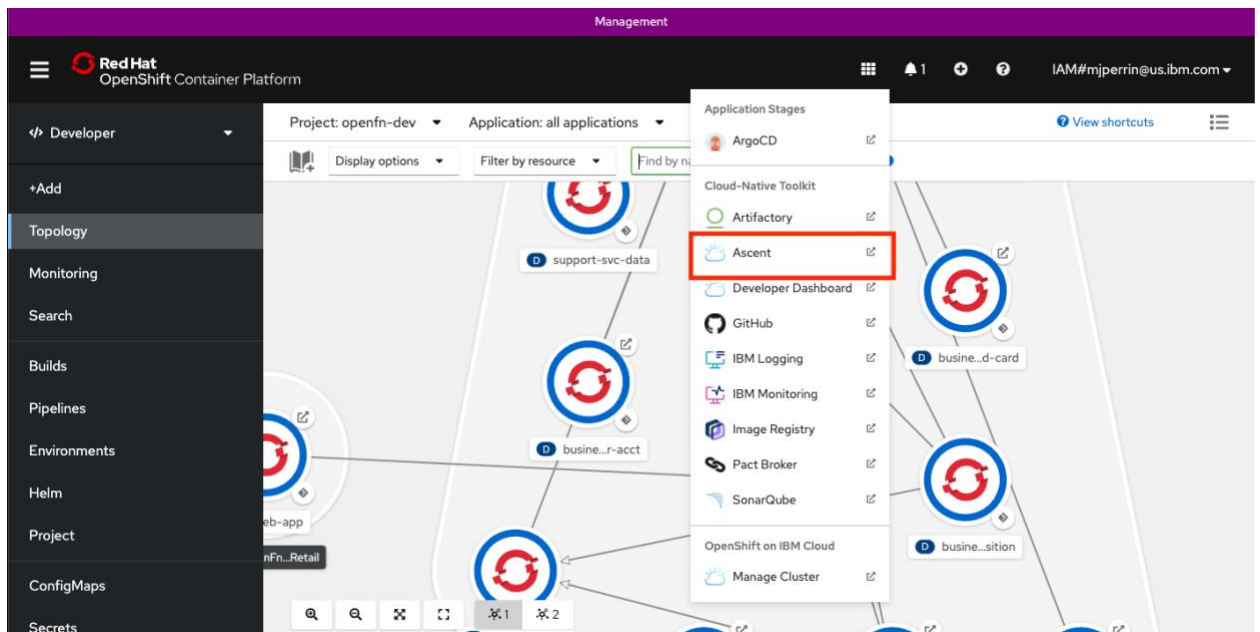 Management
Red Hat
OpenShift Container Platform
1
IAM#mjperrin@us.ibm.com
</> Developer
Project: openfn-dev
Application: all applications
View shortcuts
Display options
Filter by resource
Find by na
+Add
Topology
Monitoring
Search
Builds
Pipelines
Environments
Helm
Project
ConfigMaps
Secrets
Application Stages
ArgoCD
Cloud-Native Toolkit
Artifactory
Ascent
Developer Dashboard
GitHub
IBM Logging
IBM Monitoring
Image Registry
Pact Broker
SonarQube
OpenShift on IBM Cloud
Manage Cluster
D support-svc-data
D busine...d-card
D busine...r-acct
eb-app
nFn...Retail
D busine...sition
1
2